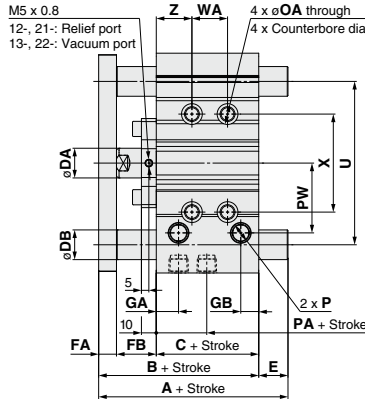 M5 x 0.8
12-, 21-: Relief port
13-, 22-: Vacuum port
Z
WA
4 x øOA through
4 x Counterbore dia
øDA
øDB
PW
X
U
5
GA
GB
2 x P
10
PA + Stroke
FA
FB
C + Stroke
B + Stroke
E
A + Stroke